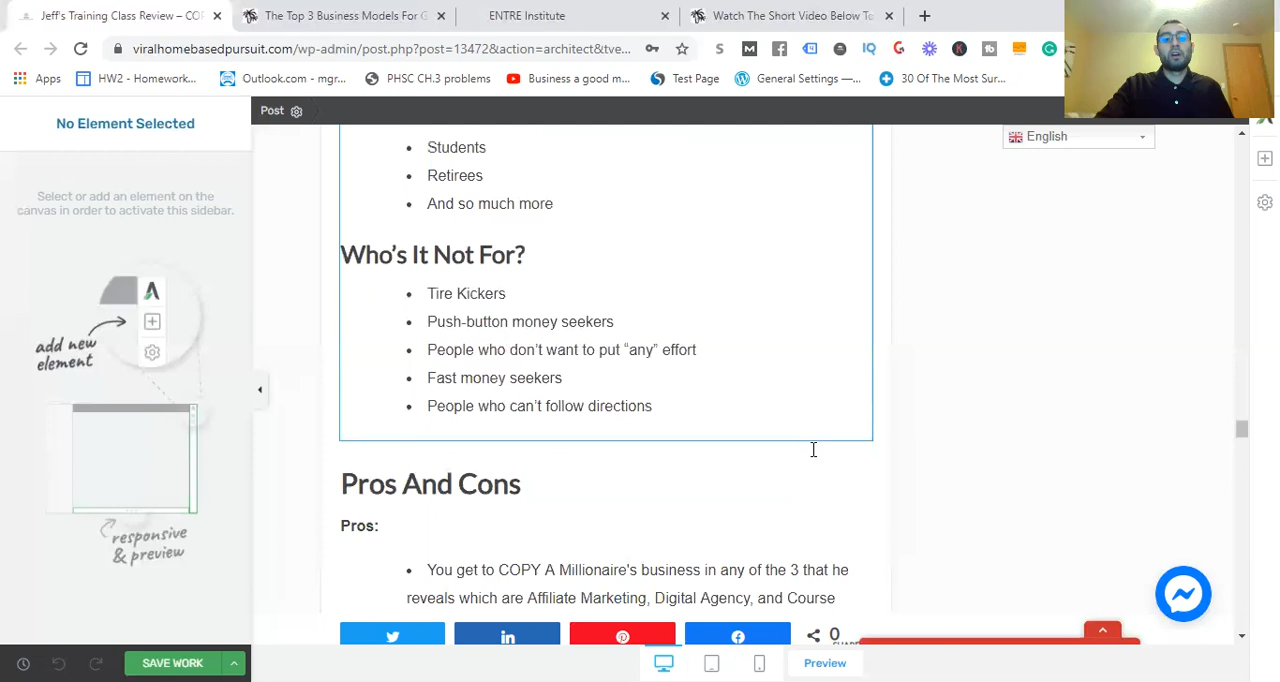 Jeff's Training Class Review – COP
The Top 3 Business Models For G
ENTRE Institute
Watch The Short Video Below To
viralhomebasedpursuit.com/wp-admin/post.php?post=13472&action=architect&tve...
Apps
HW2 - Homework...
Outlook.com - mgr...
PHSC CH.3 problems
Business a good m...
Test Page
General Settings —...
30 Of The Most Sur...
No Element Selected
Post
English
Select or add an element on the
canvas in order to activate this sidebar.
add new
element
responsive
& preview
• Students
• Retirees
• And so much more
Who's It Not For?
• Tire Kickers
• Push-button money seekers
• People who don't want to put “any” effort
• Fast money seekers
• People who can't follow directions
Pros And Cons
Pros:
• You get to COPY A Millionaire's business in any of the 3 that he
reveals which are Affiliate Marketing, Digital Agency, and Course
0
SAVE WORK
Preview